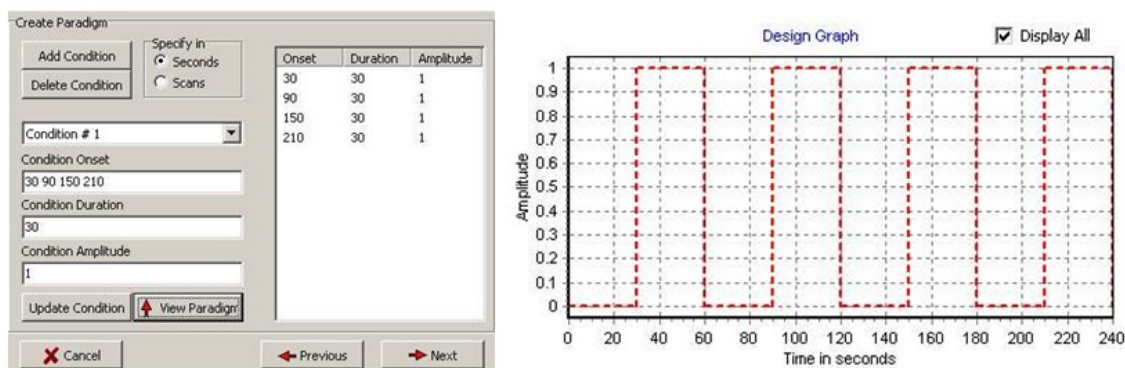 Create Paradigm
Add Condition
Delete Condition
Specify in
Seconds
Scans
Condition # 1
Condition Onset
30 90 150 210
Condition Duration
30
Condition Amplitude
1
Update Condition
View Paradigm
Onset Duration Amplitude
30 30 1
90 30 1
150 30 1
210 30 1
Cancel
Previous
Next
Design Graph
Display All
Amplitude
1
0.9
0.8
0.7
0.6
0.5
0.4
0.3
0.2
0.1
0
0 20 40 60 80 100 120 140 160 180 200 220 240
Time in seconds